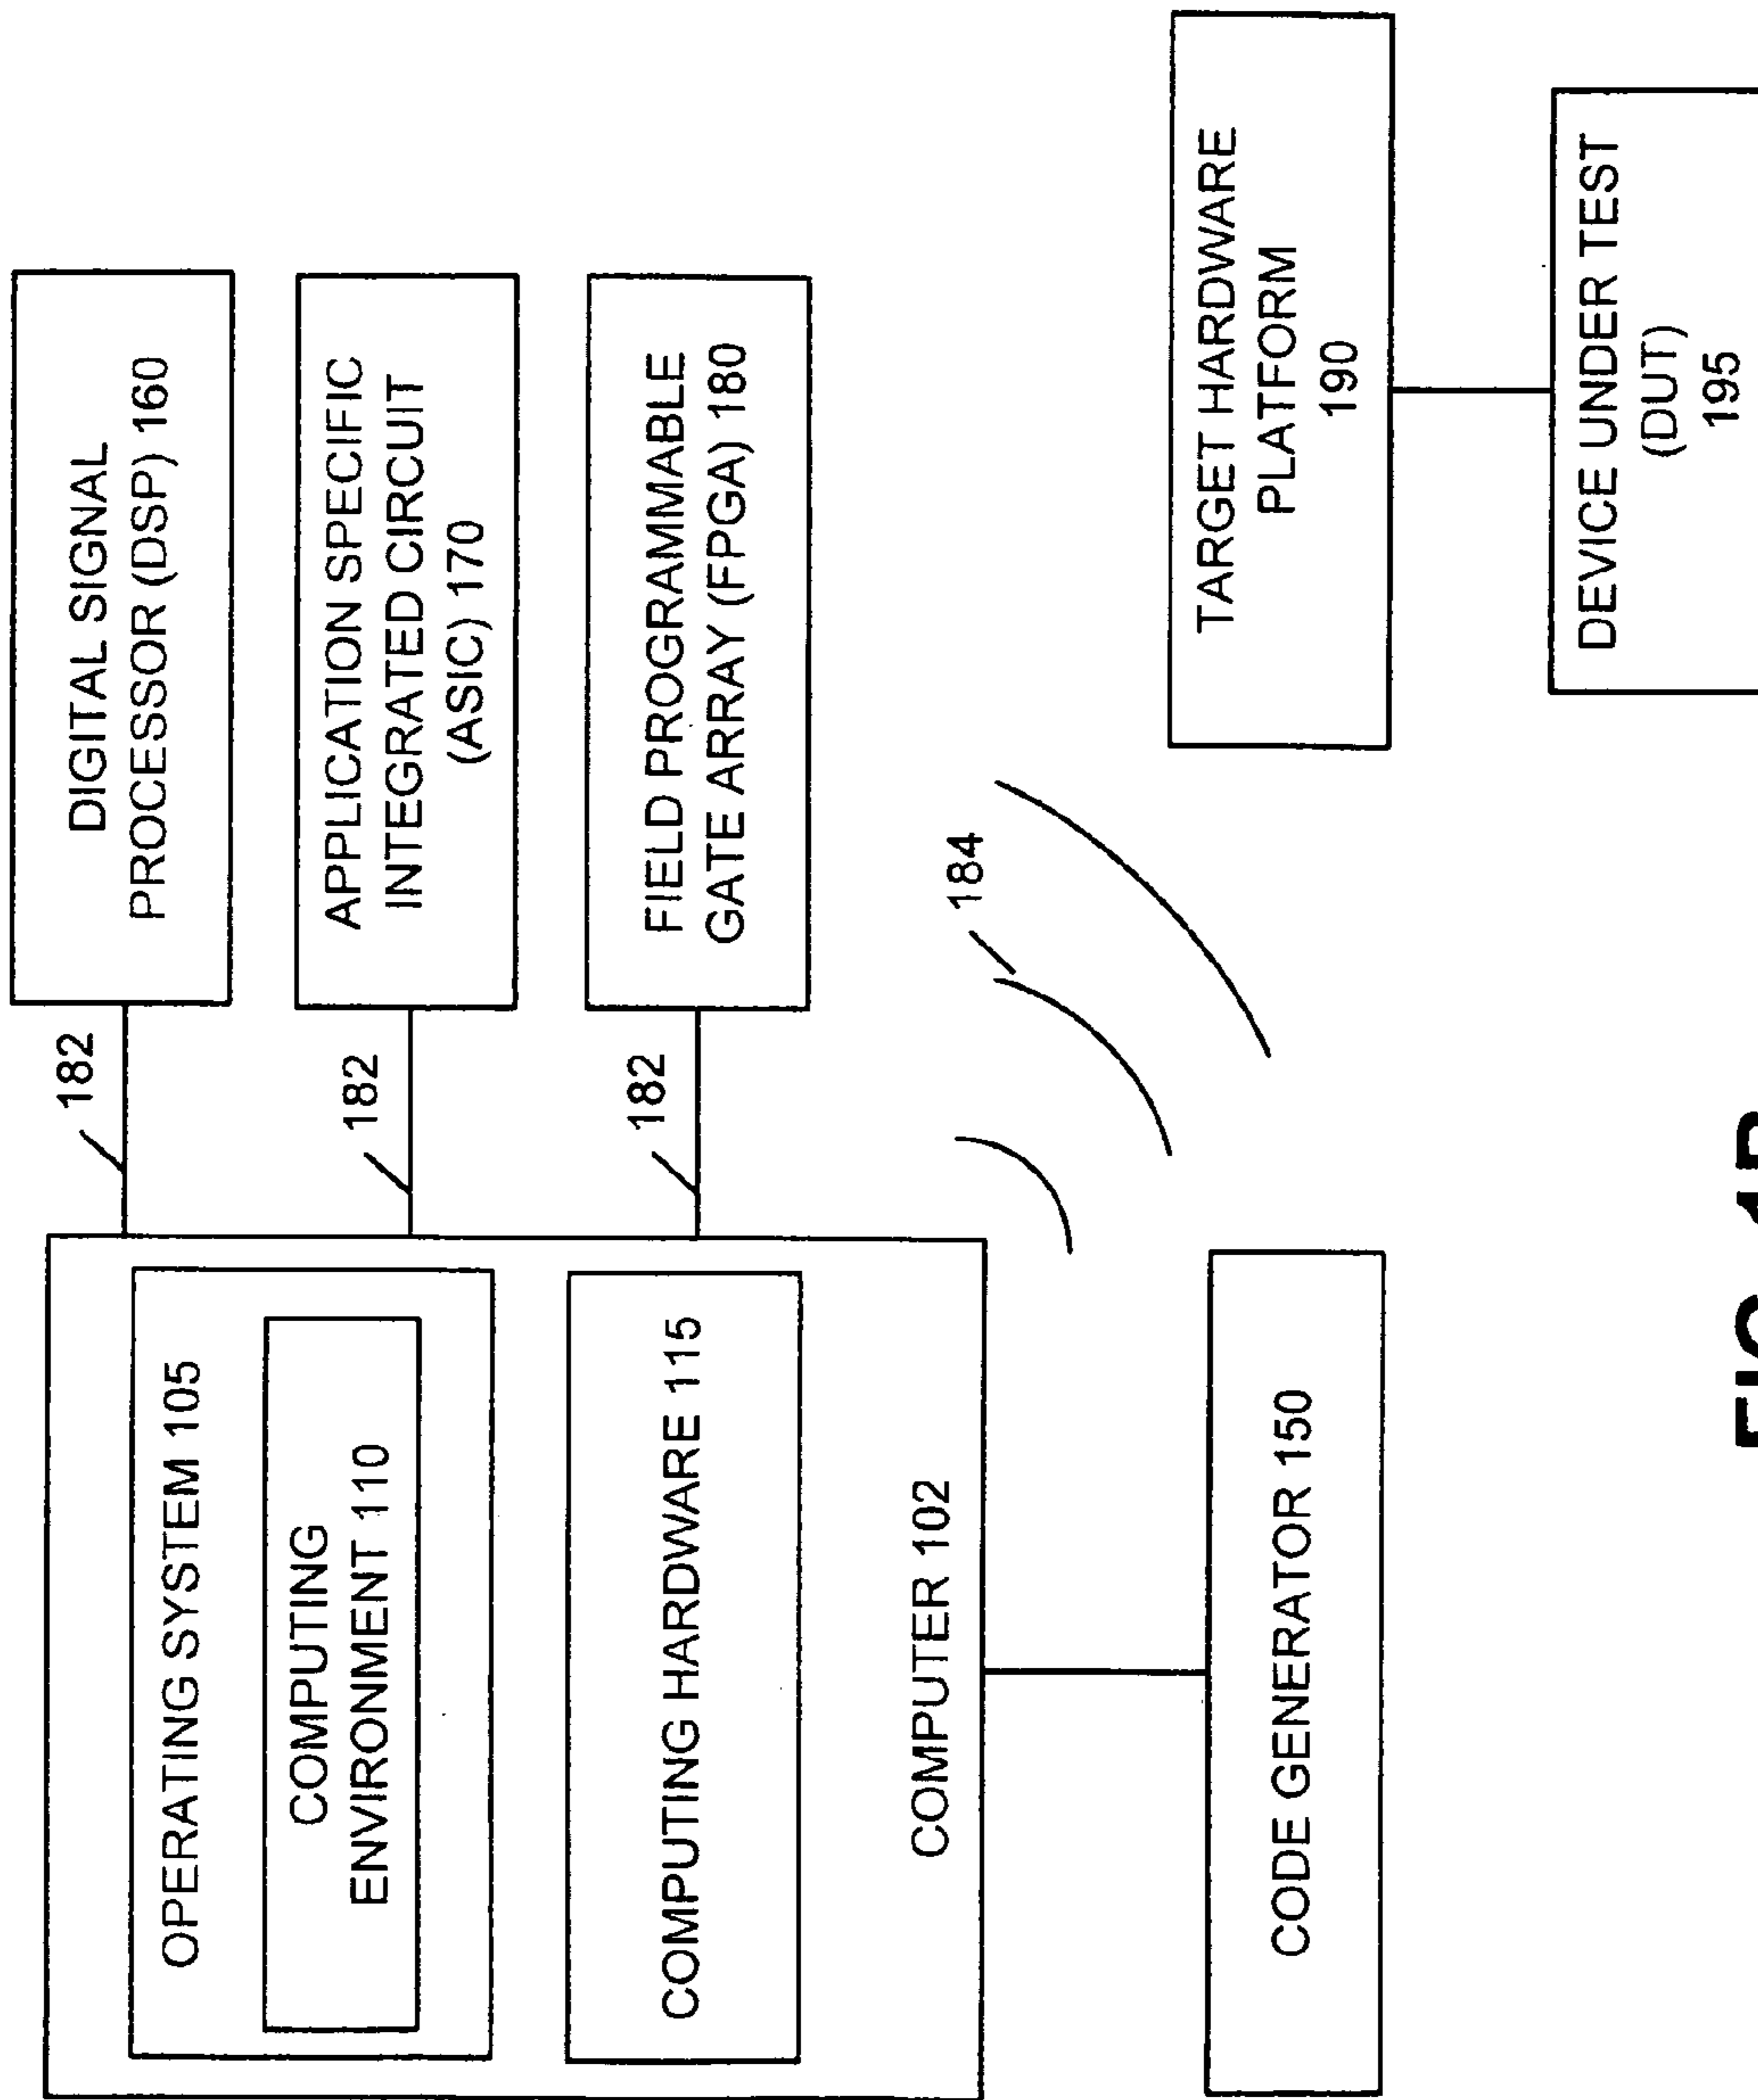 OPERATING SYSTEM 105
COMPUTING
ENVIRONMENT 110
COMPUTING HARDWARE 115
COMPUTER 102
CODE GENERATOR 150
182
182
182
DIGITAL SIGNAL
PROCESSOR (DSP) 160
APPLICATION SPECIFIC
INTEGRATED CIRCUIT
(ASIC) 170
FIELD PROGRAMMABLE
GATE ARRAY (FPGA) 180
184
TARGET HARDWARE
PLATFORM
190
DEVICE UNDER TEST
(DUT)
195